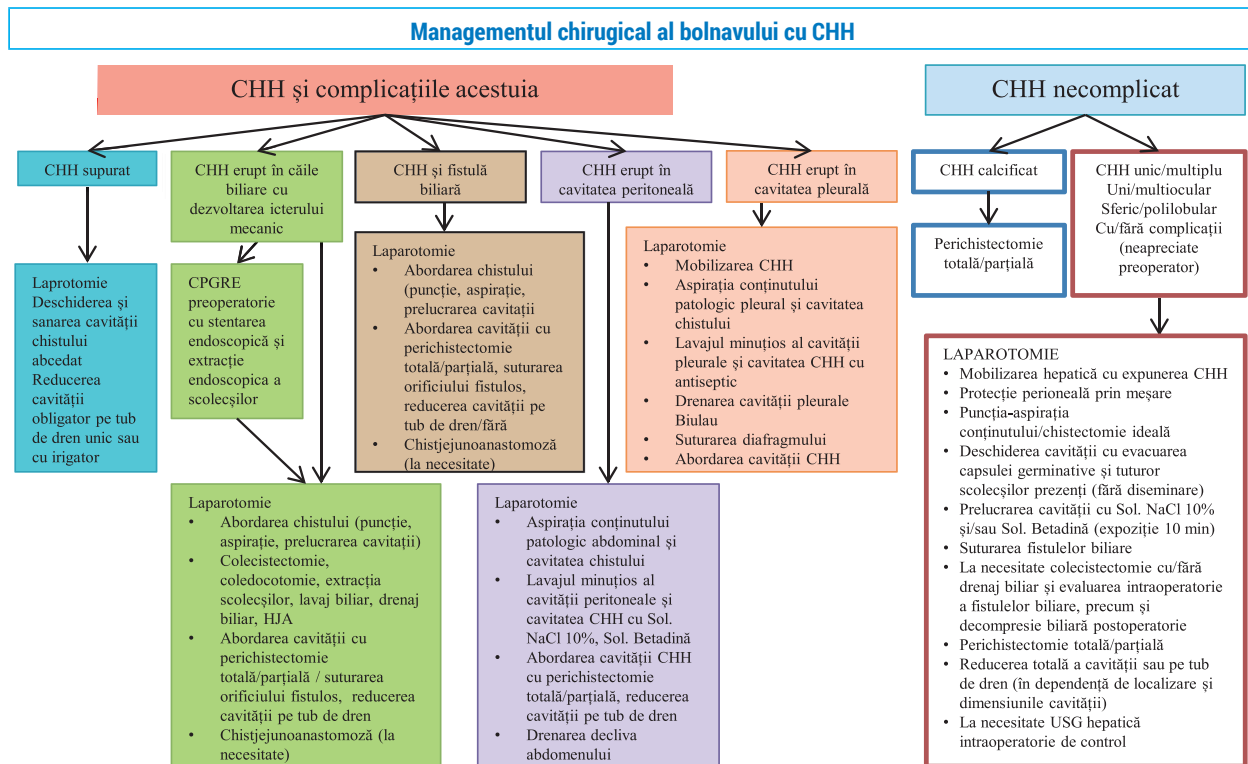 Managementul chirugical al bolnavului cu CHH
CHH și complicațiile acestuia
CHH necomplicat
CHH supurat
CHH erupt în căile
biliare cu
dezvoltarea icterului
mecanic
CHH și fistulă
biliară
CHH erupt în
cavitatea peritoneală
CHH erupt în
cavitatea pleurală
CHH calcificat
CHH unic/multiplu
Uni/multiocular
Sferic/polilobular
Cu/fără complicații
(neapreciate
preoperator)
Laprotomie
Deschiderea și
sanarea cavității
chistului
abcedat
Reducerea
cavității
obligator pe tub
de dren unic sau
cu irigator
CPGRE
preoperatorie
cu stentarea
endoscopică și
extracție
endoscopica a
scolecșilor
Laparotomie
• Abordarea chistului
(puncție, aspirație,
prelucrarea cavitații)
• Abordarea cavității cu
perichistectomie
totală/parțială, suturarea
orificiului fistulos,
reducerea cavității pe
tub de dren/fără
• Chistjejunoanastomoză
(la necesitate)
Laparotomie
• Mobilizarea CHH
• Aspirația conținutului
patologic pleural și cavitatea
chistului
• Lavajul minuțios al cavității
pleurale și cavitatea CHH cu
antiseptic
• Drenarea cavității pleurale
Biulau
• Suturarea diafragmului
• Abordarea cavității CHH
Perichistectomie
totală/parțială
Laparotomie
• Abordarea chistului (puncție,
aspirație, prelucrarea cavitații)
• Colecistectomie,
coledocotomie, extracția
scolecșilor, lavaj biliar, drenaj
biliar, HJA
• Abordarea cavității cu
perichistectomie
totală/parțială / suturarea
orificiului fistulos, reducerea
cavității pe tub de dren
• Chistjejunoanastomoză (la
necesitate)
Laparotomie
• Aspirația conținutului
patologic abdominal și
cavitatea chistului
• Lavajul minuțios al
cavității peritoneale și
cavitatea CHH cu Sol.
NaCl 10%, Sol. Betadină
• Abordarea cavității CHH
cu perichistectomie
totală/parțială, reducerea
cavității pe tub de dren
• Drenarea decliva
abdomenului
LAPAROTOMIE
• Mobilizarea hepatică cu expunerea CHH
• Protecție perioneală prin meșare
• Puncția-aspirația
conținutului/chistectomie ideală
• Deschiderea cavității cu evacuarea
capsulei germinative și tuturor
scolecșilor prezenți (fără diseminare)
• Prelucrarea cavității cu Sol. NaCl 10%
și/sau Sol. Betadină (expoziție 10 min)
• Suturarea fistulelor biliare
• La necesitate colecistectomie cu/fără
drenaj biliar și evaluarea intraoperatorie
a fistulelor biliare, precum și
decompresie biliară postoperatorie
• Perichistectomie totală/parțială
• Reducerea totală a cavității sau pe tub
de dren (în dependență de localizare și
dimensiunile cavității)
• La necesitate USG hepatică
intraoperatorie de control